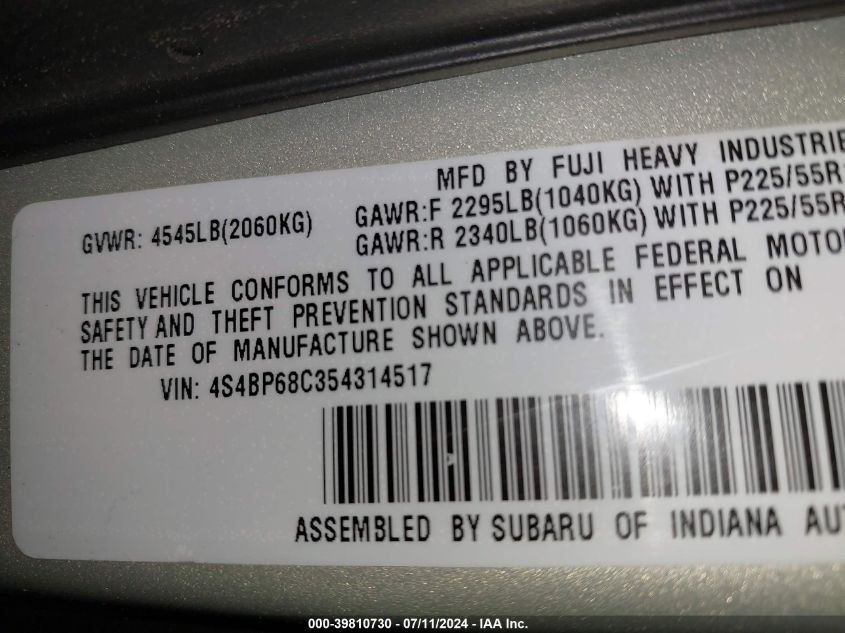 MFD BY FUJI HEAVY INDUSTRIE
GVWR: 4545LB(2060KG) GAWR:F 2295LB(1040KG) WITH P225/55R
GAWR:R 2340LB(1060KG) WITH P225/55R
THIS VEHICLE CONFORMS TO ALL APPLICABLE FEDERAL MOTO
SAFETY AND THEFT PREVENTION STANDARDS IN EFFECT ON
THE DATE OF MANUFACTURE SHOWN ABOVE.
VIN: 4S4BP68C354314517
ASSEMBLED BY SUBARU OF INDIANA AUT
000-39810730 - 07/11/2024 - IAA Inc.